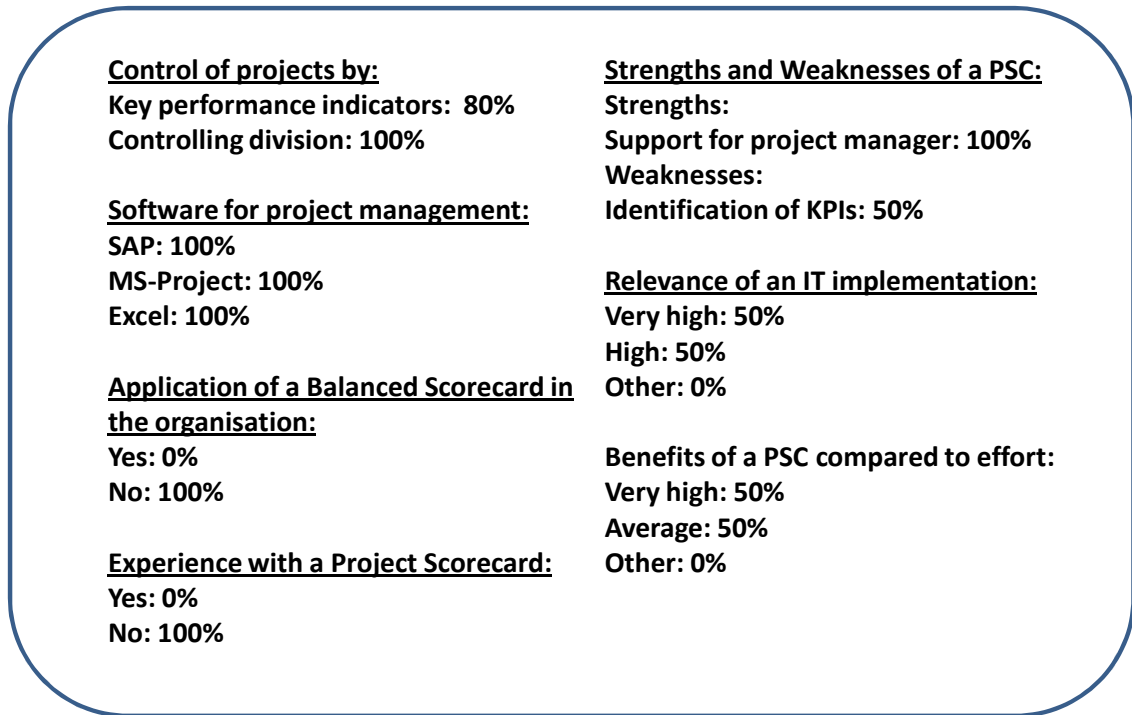 Control of projects by:
Key performance indicators:  80%
Controlling division: 100%
Software for project management:
SAP: 100%
MS-Project: 100%
Excel: 100%
Application of a Balanced Scorecard in
the organisation:
Yes: 0%
No: 100%
Experience with a Project Scorecard:
Yes: 0%
No: 100%
Strengths and Weaknesses of a PSC:
Strengths:
Support for project manager: 100%
Weaknesses:
Identification of KPIs: 50%
Relevance of an IT implementation:
Very high: 50%
High: 50%
Other: 0%
Benefits of a PSC compared to effort:
Very high: 50%
Average: 50%
Other: 0%